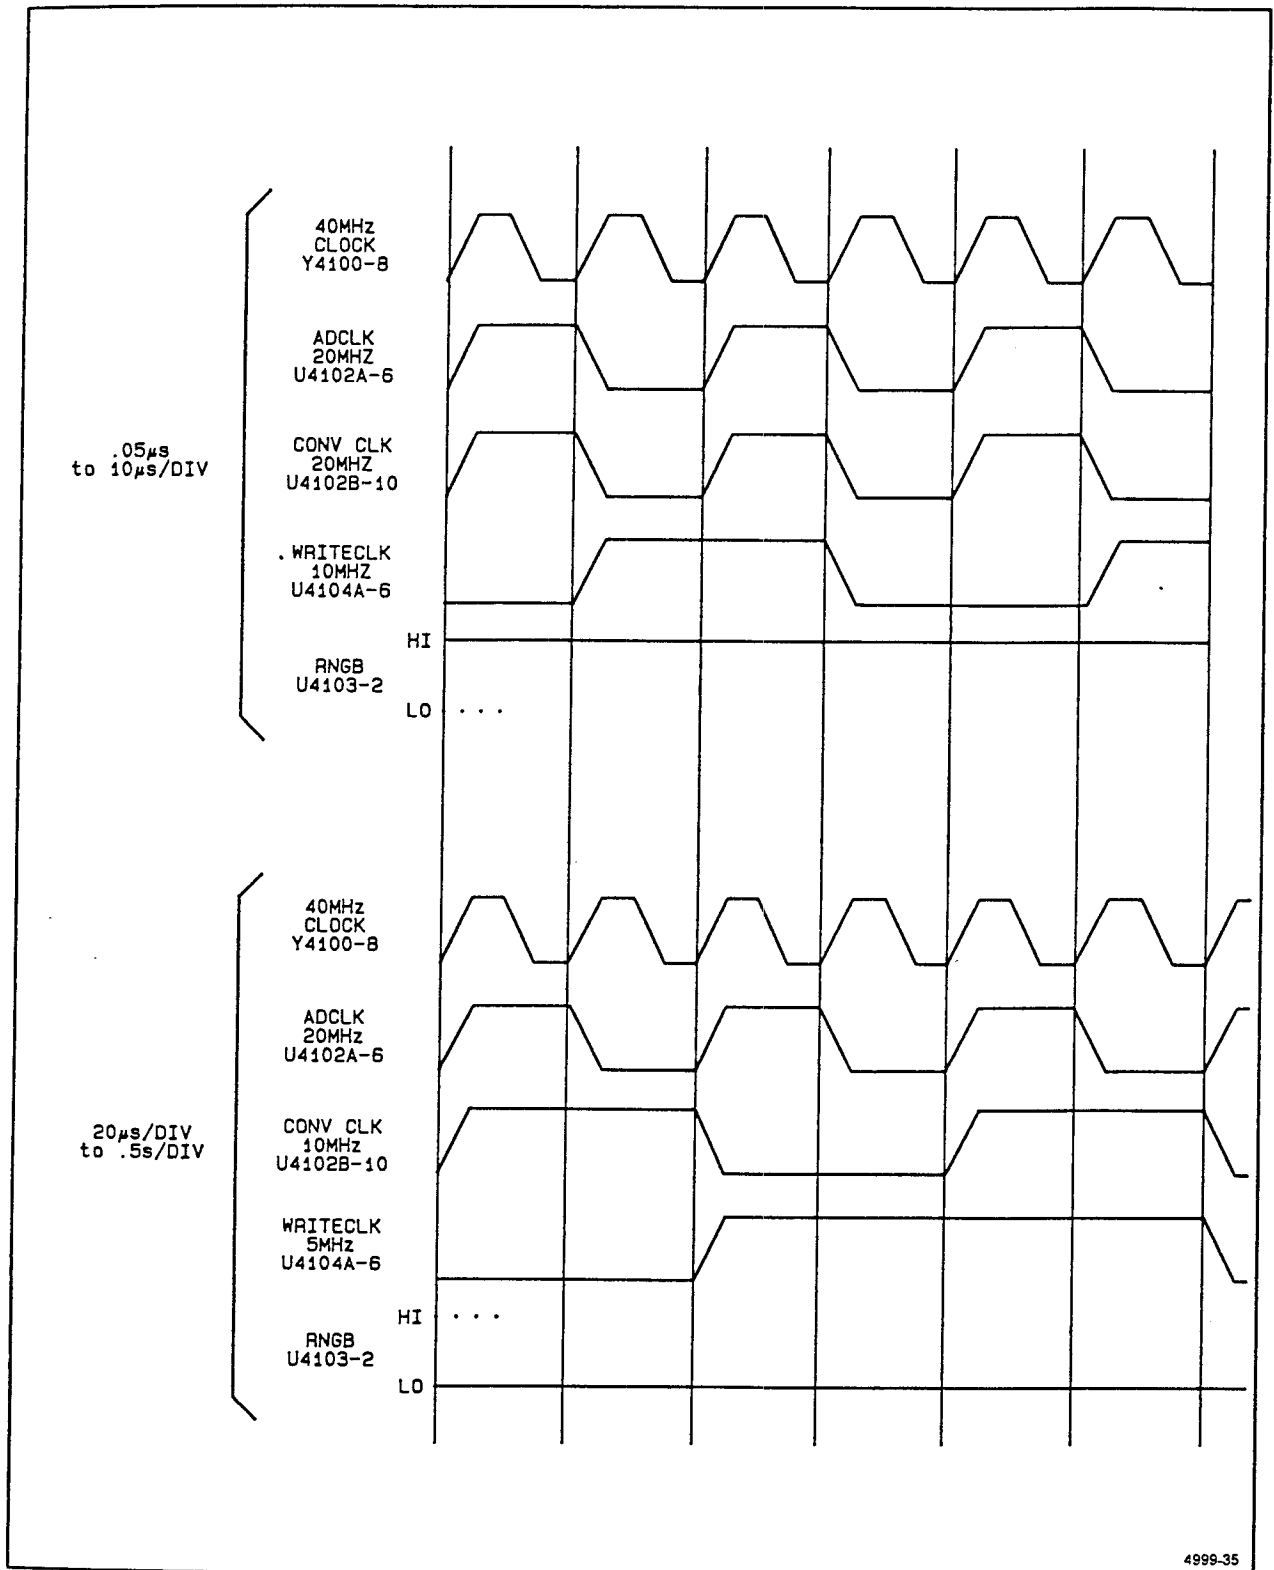 40MHz
CLOCK
Y4100-8
ADCLK
20MHZ
U4102A-6
.05µs
to 10µs/DIV
CONV CLK
20MHZ
U4102B-10
.WRITECLK
10MHZ
U4104A-6
HI
RNGB
U4103-2
LO . . .
40MHz
CLOCK
Y4100-8
ADCLK
20MHz
U4102A-6
20µs/DIV
to .5s/DIV
CONV CLK
10MHz
U4102B-10
WRITECLK
5MHz
U4104A-6
HI . . .
RNGB
U4103-2
LO
4999-35